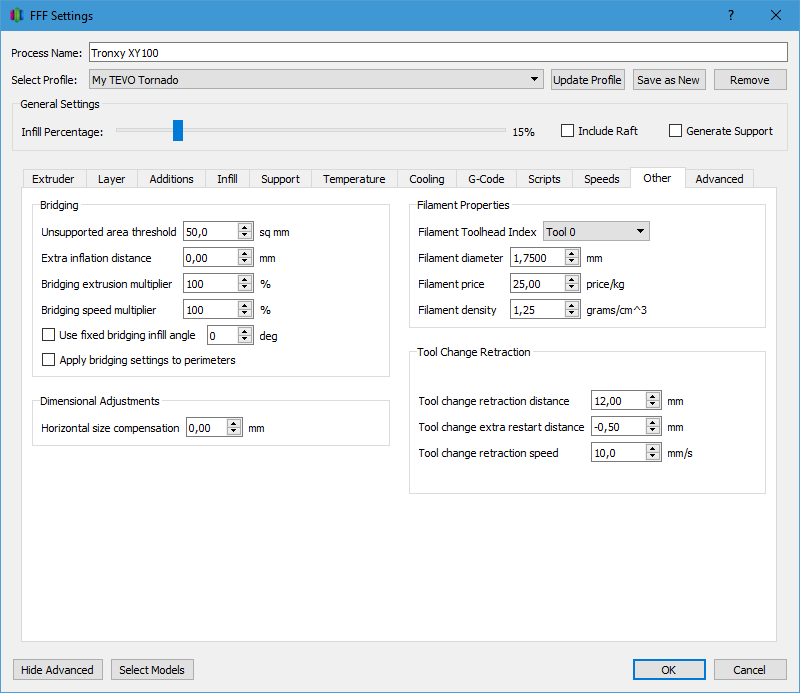 FFF Settings
?
Process Name: Tronxy XY100
Select Profile: My TEVO Tornado Update Profile Save as New Remove
General Settings
Infill Percentage: 15% Include Raft Generate Support
Extruder Layer Additions Infill Support Temperature Cooling G-Code Scripts Speeds Other Advanced
Bridging
Unsupported area threshold 50,0 sq mm
Extra inflation distance 0,00 mm
Bridging extrusion multiplier 100 %
Bridging speed multiplier 100 %
Use fixed bridging infill angle 0 deg
Apply bridging settings to perimeters
Dimensional Adjustments
Horizontal size compensation 0,00 mm
Filament Properties
Filament Toolhead Index Tool 0
Filament diameter 1,7500 mm
Filament price 25,00 price/kg
Filament density 1,25 grams/cm^3
Tool Change Retraction
Tool change retraction distance 12,00 mm
Tool change extra restart distance -0,50 mm
Tool change retraction speed 10,0 mm/s
Hide Advanced Select Models OK Cancel